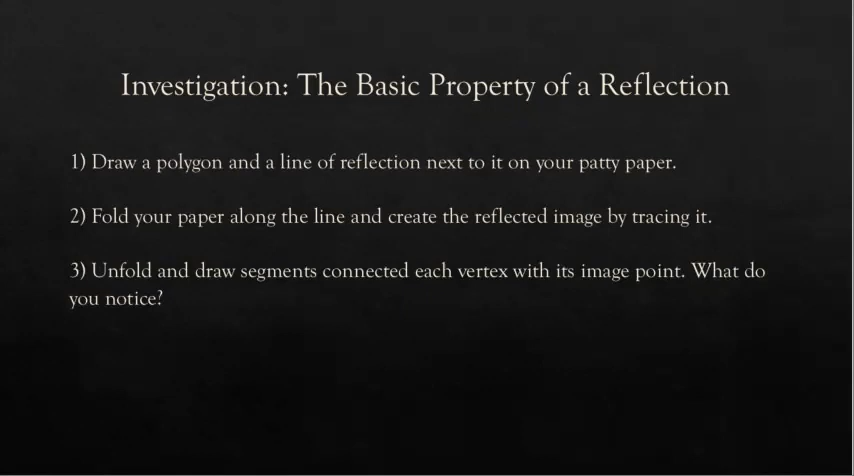 Investigation: The Basic Property of a Reflection
1) Draw a polygon and a line of reflection next to it on your patty paper.
2) Fold your paper along the line and create the reflected image by tracing it.
3) Unfold and draw segments connected each vertex with its image point. What do
you notice?